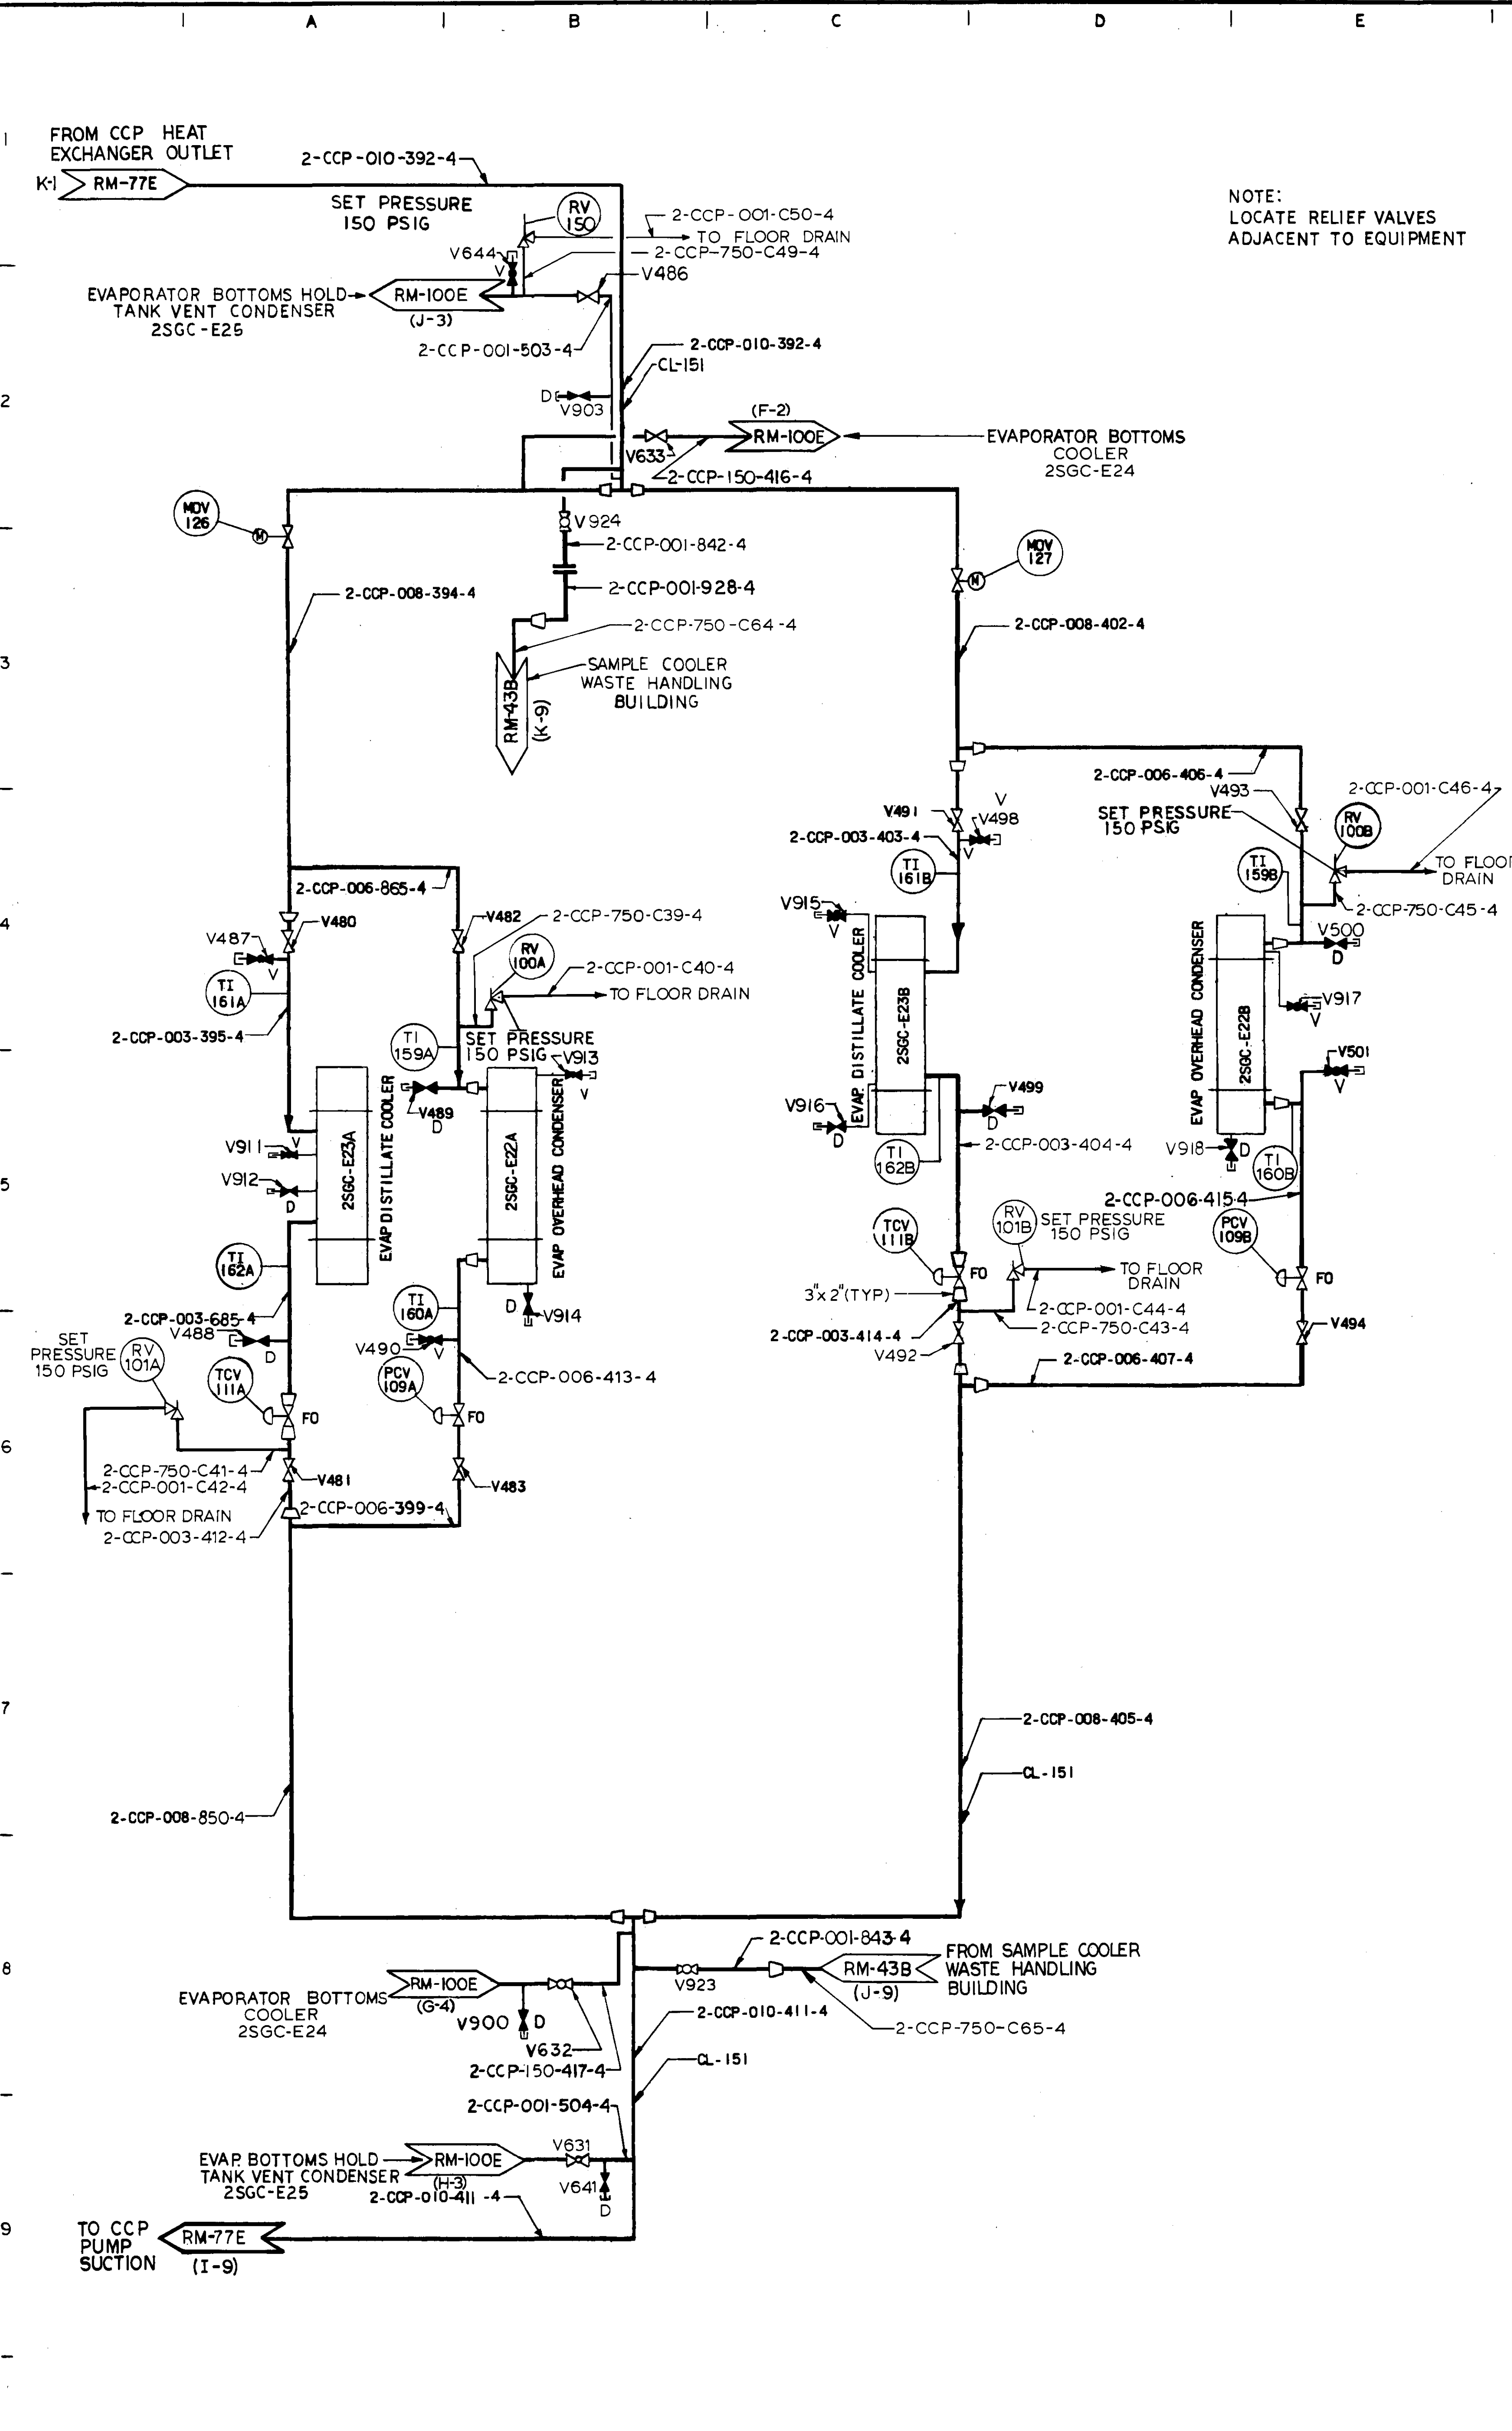 A B C D E
1
FROM CCP HEAT
EXCHANGER OUTLET
2-CCP-010-392-4
K-1
RM-77E
SET PRESSURE
150 PSIG
RV
150
2-CCP-001-C50-4
TO FLOOR DRAIN
2-CCP-750-C49-4
V644
V
V486
NOTE:
LOCATE RELIEF VALVES
ADJACENT TO EQUIPMENT
EVAPORATOR BOTTOMS HOLD
TANK VENT CONDENSER
2SGC-E25
RM-100E
(J-3)
2-CCP-001-503-4
2-CCP-010-392-4
CL-151
2
D
V903
(F-2)
RM-100E
V633
2-CCP-150-416-4
EVAPORATOR BOTTOMS
COOLER
2SGC-E24
MOV
126
M
V924
2-CCP-001-842-4
MOV
127
M
2-CCP-008-394-4
2-CCP-001-928-4
2-CCP-750-C64-4
2-CCP-008-402-4
3
SAMPLE COOLER
WASTE HANDLING
BUILDING
RM-43B
(K-9)
2-CCP-006-406-4
V493
2-CCP-001-C46-4
V491
V
V498
V
SET PRESSURE
150 PSIG
RV
100B
2-CCP-003-403-4
TI
161B
TI
159B
TO FLOOR
DRAIN
2-CCP-750-C45-4
2-CCP-006-865-4
4
V480
V482
2-CCP-750-C39-4
V915
V
V500
D
V487
V
RV
100A
2-CCP-001-C40-4
TO FLOOR DRAIN
TI
161A
2-CCP-003-395-4
TI
159A
SET PRESSURE
150 PSIG
V913
V
EVAP DISTILLATE COOLER
2SGC-E23B
EVAP OVERHEAD CONDENSER
2SGC-E22B
V917
V
V501
V
V489
D
V499
D
V916
D
2SGC-E23A
EVAP DISTILLATE COOLER
2SGC-E22A
EVAP OVERHEAD CONDENSER
V911
V
V912
D
5
2-CCP-003-404-4
TI
162B
V918
D
TI
160B
2-CCP-006-415-4
TCV
111B
FO
RV
101B
SET PRESSURE
150 PSIG
PCV
109B
FO
TI
162A
TO FLOOR
DRAIN
3"x 2"(TYP)
2-CCP-001-C44-4
2-CCP-750-C43-4
2-CCP-003-414-4
V492
V494
2-CCP-006-407-4
2-CCP-003-685-4
TI
160A
D
V914
V488
D
V490
V
SET
PRESSURE
150 PSIG
RV
101A
TCV
111A
FO
PCV
109A
FO
2-CCP-006-413-4
6
2-CCP-750-C41-4
2-CCP-001-C42-4
V481
V483
TO FLOOR DRAIN
2-CCP-006-399-4
2-CCP-003-412-4
7
2-CCP-008-405-4
CL-151
2-CCP-008-850-4
8
2-CCP-001-843-4
FROM SAMPLE COOLER
WASTE HANDLING
BUILDING
RM-43B
(J-9)
V923
RM-100E
(G-4)
EVAPORATOR BOTTOMS
COOLER
2SGC-E24
V900
D
V632
2-CCP-010-411-4
2-CCP-750-C65-4
2-CCP-150-417-4
CL-151
2-CCP-001-504-4
V631
EVAP. BOTTOMS HOLD
TANK VENT CONDENSER
2SGC-E25
RM-100E
(H-3)
V641
D
2-CCP-010-411-4
9
TO CCP
PUMP
SUCTION
RM-77E
(I-9)